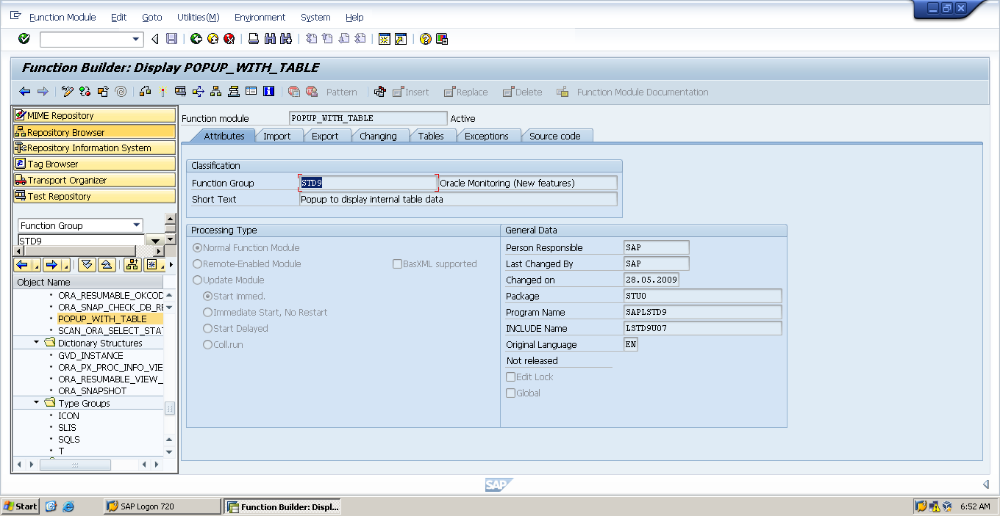 Function Module Edit Goto Utilities(M) Environment System Help
Function Builder: Display POPUP_WITH_TABLE
Pattern Insert Replace Delete Function Module Documentation
MIME Repository
Repository Browser
Repository Information System
Tag Browser
Transport Organizer
Test Repository
Function Group
STD9
Object Name
ORA_RESUMABLE_OKCOD
ORA_SNAP_CHECK_DB_RE
POPUP_WITH_TABLE
SCAN_ORA_SELECT_STAT
Dictionary Structures
GVD_INSTANCE
ORA_PX_PROC_INFO_VIE
ORA_RESUMABLE_VIEW_
ORA_SNAPSHOT
Type Groups
ICON
SLIS
SQLS
T
Function module POPUP_WITH_TABLE Active
Attributes Import Export Changing Tables Exceptions Source code
Classification
Function Group STD9 Oracle Monitoring (New features)
Short Text Popup to display internal table data
Processing Type
Normal Function Module
Remote-Enabled Module BasXML supported
Update Module
Start immed.
Immediate Start, No Restart
Start Delayed
Coll.run
General Data
Person Responsible SAP
Last Changed By SAP
Changed on 28.05.2009
Package STU0
Program Name SAPLSTD9
INCLUDE Name LSTD9U07
Original Language EN
Not released
Edit Lock
Global
SAP
Start SAP Logon 720 Function Builder: Displ... 6:52 AM